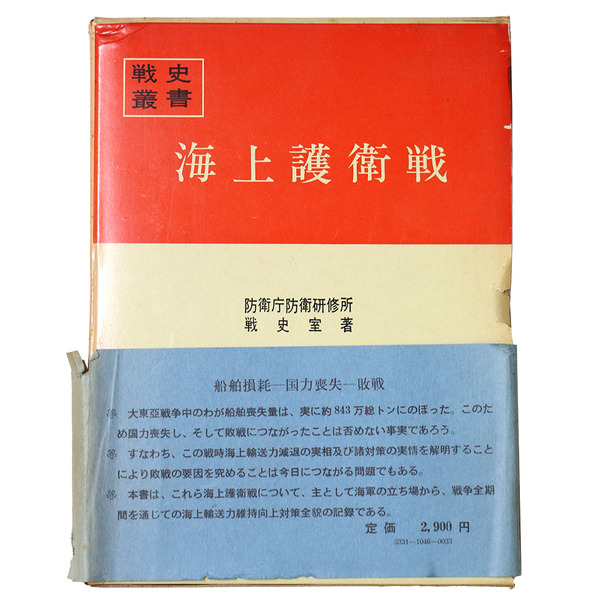 戦史
叢書
海上護衛戦
防衛庁防衛研修所
戦史室著
船舶損耗―国力喪失―敗戦
大東亞戦争中のわが船舶喪失量は、実に約843万総トンにのぼった。このた
め国力喪失し、そして敗戦につながったことは否めない事実であろう。
すなわち、この戦時海上輸送力減退の実相及び諸対策の実情を解明すること
により敗戦の要因を究めることは今日につながる問題でもある。
本書は、これら海上護衛戦について、主として海軍の立ち場から、戦争全期
間を通じての海上輸送力維持向上対策全貌の記録である。
定価 2,900円
3331―1046―0033